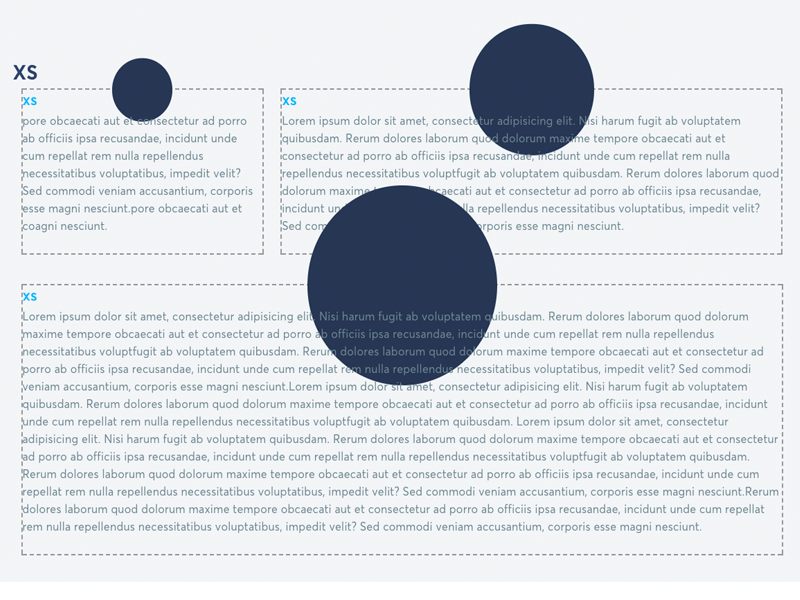 XS
XS
pore obcaecati aut et consectetur ad porro
ab officiis ipsa recusandae, incidunt unde
cum repellat rem nulla repellendus
necessitatibus voluptatibus, impedit velit?
Sed commodi veniam accusantium, corporis
esse magni nesciunt.pore obcaecati aut et
coagni nesciunt.
XS
Lorem ipsum dolor sit amet, consectetur adipisicing elit. Nisi harum fugit ab voluptatem
quibusdam. Rerum dolores laborum quod dolorum maxime tempore obcaecati aut et
consectetur ad porro ab officiis ipsa recusandae, incidunt unde cum repellat rem nulla
repellendus necessitatibus voluptfugit ab voluptatem quibusdam. Rerum dolores laborum quod
dolorum maxime obcaecati aut et consectetur ad porro ab officiis ipsa recusandae,
incidunt repellendus necessitatibus voluptatibus, impedit velit?
Sed esse magni nesciunt.
XS
Lorem ipsum dolor sit amet, consectetur adipisicing elit. Nisi harum fugit ab voluptatem quibusdam. Rerum dolores laborum quod dolorum
maxime tempore obcaecati aut et consectetur ad porro ab officiis ipsa recusandae, incidunt unde cum repellat rem nulla repellendus
necessitatibus voluptfugit ab voluptatem quibusdam. Rerum dolores laborum quod dolorum maxime tempore obcaecati aut et consectetur ad
porro ab officiis ipsa recusandae, incidunt unde cum repellat rem nulla repellendus necessitatibus voluptatibus, impedit velit? Sed commodi
veniam accusantium, corporis esse magni nesciunt.Lorem ipsum dolor sit amet, consectetur adipisicing elit. Nisi harum fugit ab voluptatem
quibusdam. Rerum dolores laborum quod dolorum maxime tempore obcaecati aut et consectetur ad porro ab officiis ipsa recusandae, incidunt
unde cum repellat rem nulla repellendus necessitatibus voluptfugit ab voluptatem quibusdam. Lorem ipsum dolor sit amet, consectetur
adipisicing elit. Nisi harum fugit ab voluptatem quibusdam. Rerum dolores laborum quod dolorum maxime tempore obcaecati aut et consectetur
ad porro ab officiis ipsa recusandae, incidunt unde cum repellat rem nulla repellendus necessitatibus voluptfugit ab voluptatem quibusdam.
Rerum dolores laborum quod dolorum maxime tempore obcaecati aut et consectetur ad porro ab officiis ipsa recusandae, incidunt unde cum
repellat rem nulla repellendus necessitatibus voluptatibus, impedit velit? Sed commodi veniam accusantium, corporis esse magni nesciunt.Rerum
dolores laborum quod dolorum maxime tempore obcaecati aut et consectetur ad porro ab officiis ipsa recusandae, incidunt unde cum repellat
rem nulla repellendus necessitatibus voluptatibus, impedit velit? Sed commodi veniam accusantium, corporis esse magni nesciunt.